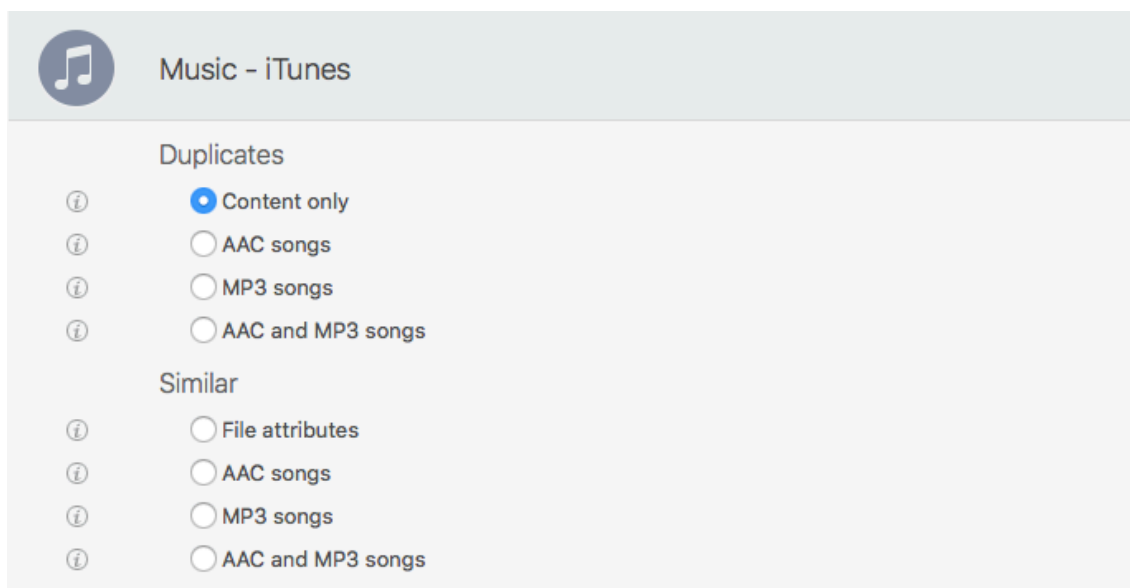 Music - iTunes
Duplicates
Content only
AAC songs
MP3 songs
AAC and MP3 songs
Similar
File attributes
AAC songs
MP3 songs
AAC and MP3 songs